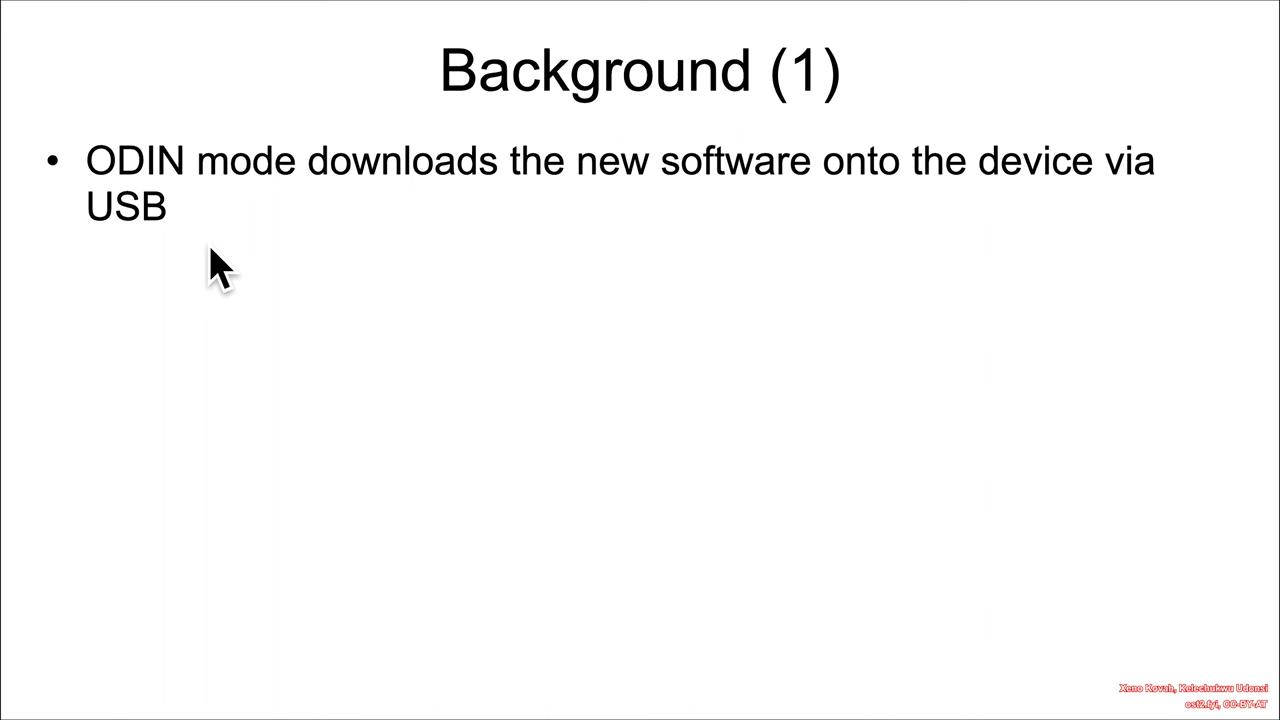 Background (1)
• ODIN mode downloads the new software onto the device via
USB
Xeno Kovah, Kelechukwu Udonsi
ost2.fyi, CC-BY-AT